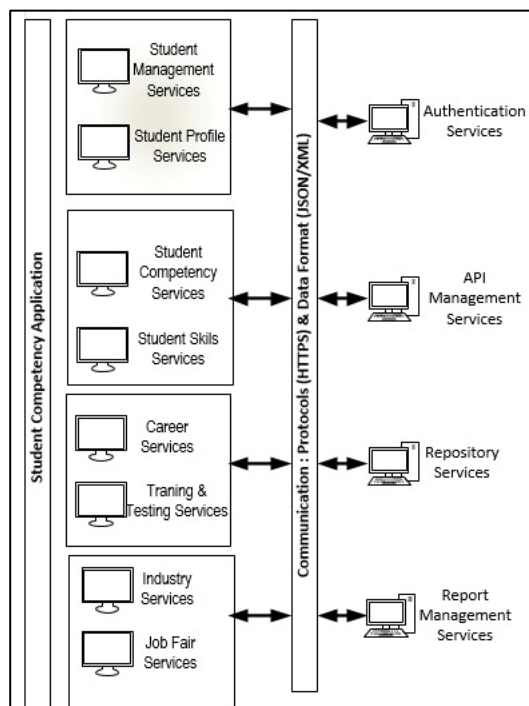 Student Competency Application
Student
Management
Services
Student Profile
Services
Student
Competency
Services
Student Skils
Services
Career
Services
Traning &
Testing Services
Industry
Services
Job Fair
Services
Communication : Protocols (HTTPS) & Data Format (JSON/XML)
Authentication
Services
API
Management
Services
Repository
Services
Report
Management
Services